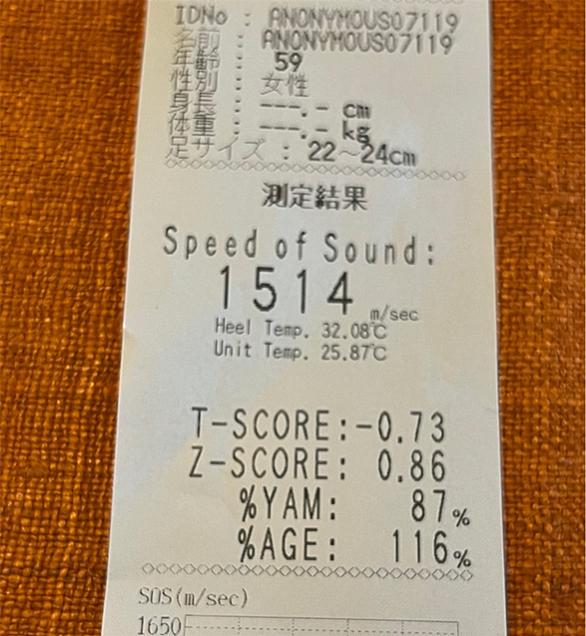 IDNo : ANONYMOUS07119
名前 : ANONYMOUS07119
年齢 : 59
性別 : 女性
身長 : ---.- cm
体重 : ---.- kg
足サイズ : 22~24cm
測定結果
Speed of Sound:
1514 m/sec
Heel Temp. 32.08℃
Unit Temp. 25.87℃
T-SCORE:-0.73
Z-SCORE: 0.86
%YAM: 87%
%AGE: 116%
SOS(m/sec)
1650